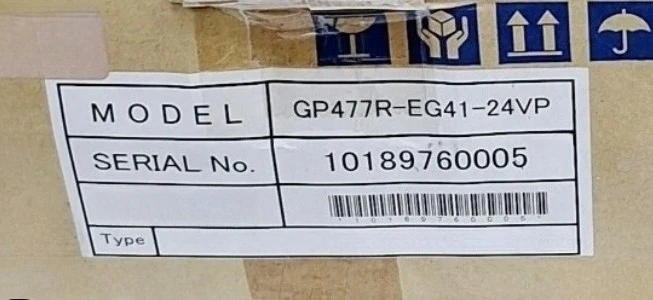 MODEL GP477R-EG41-24VP
SERIAL No. 10189760005
Type